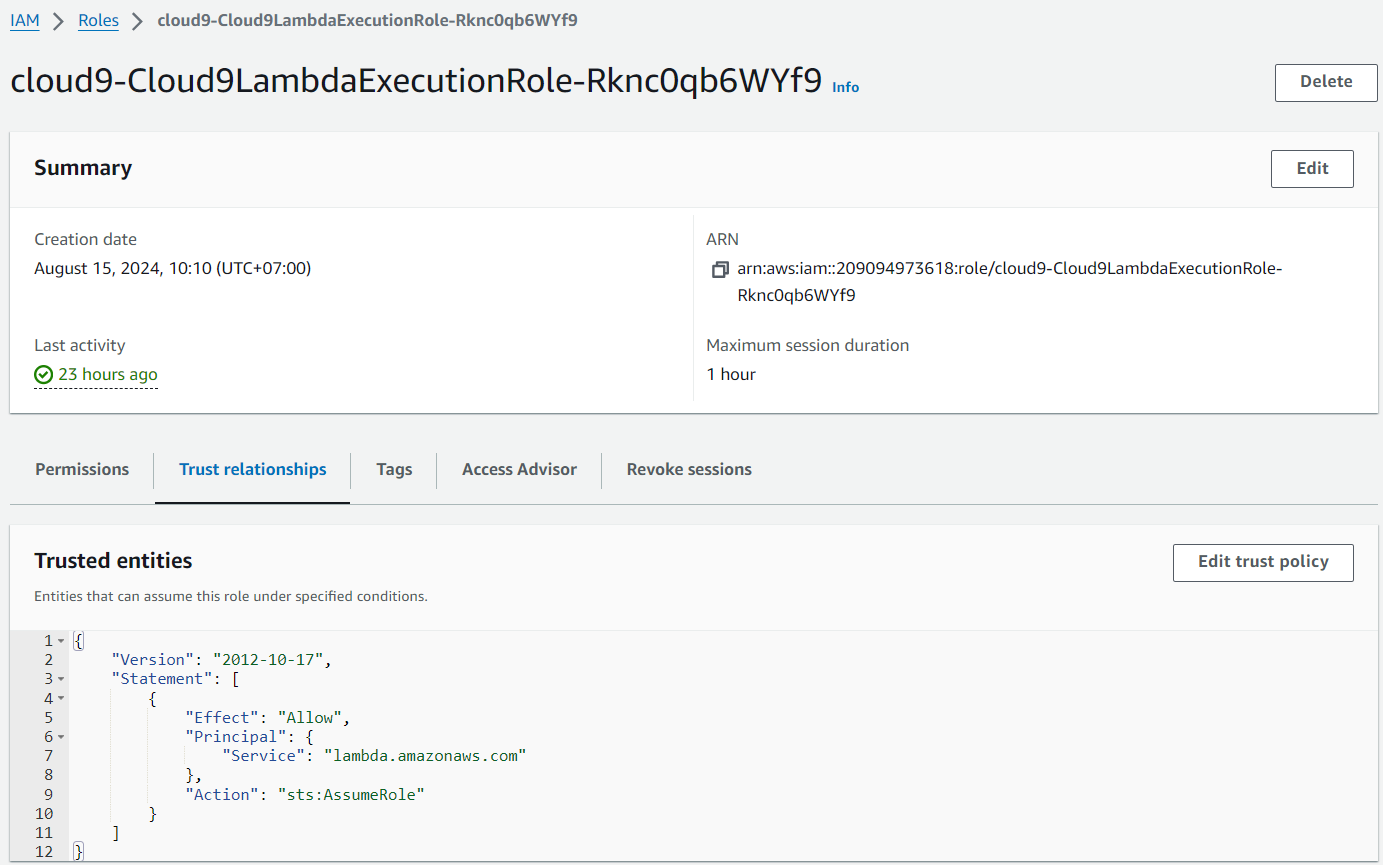 IAM > Roles > cloud9-Cloud9LambdaExecutionRole-Rknc0qb6WYf9
cloud9-Cloud9LambdaExecutionRole-Rknc0qb6WYf9 Info
Delete
Summary
Edit
Creation date
August 15, 2024, 10:10 (UTC+07:00)
ARN
arn:aws:iam::209094973618:role/cloud9-Cloud9LambdaExecutionRole-
Rknc0qb6WYf9
Last activity
23 hours ago
Maximum session duration
1 hour
Permissions
Trust relationships
Tags
Access Advisor
Revoke sessions
Trusted entities
Edit trust policy
Entities that can assume this role under specified conditions.
1 {
2     "Version": "2012-10-17",
3     "Statement": [
4         {
5             "Effect": "Allow",
6             "Principal": {
7                 "Service": "lambda.amazonaws.com"
8             },
9             "Action": "sts:AssumeRole"
10         }
11     ]
12 }